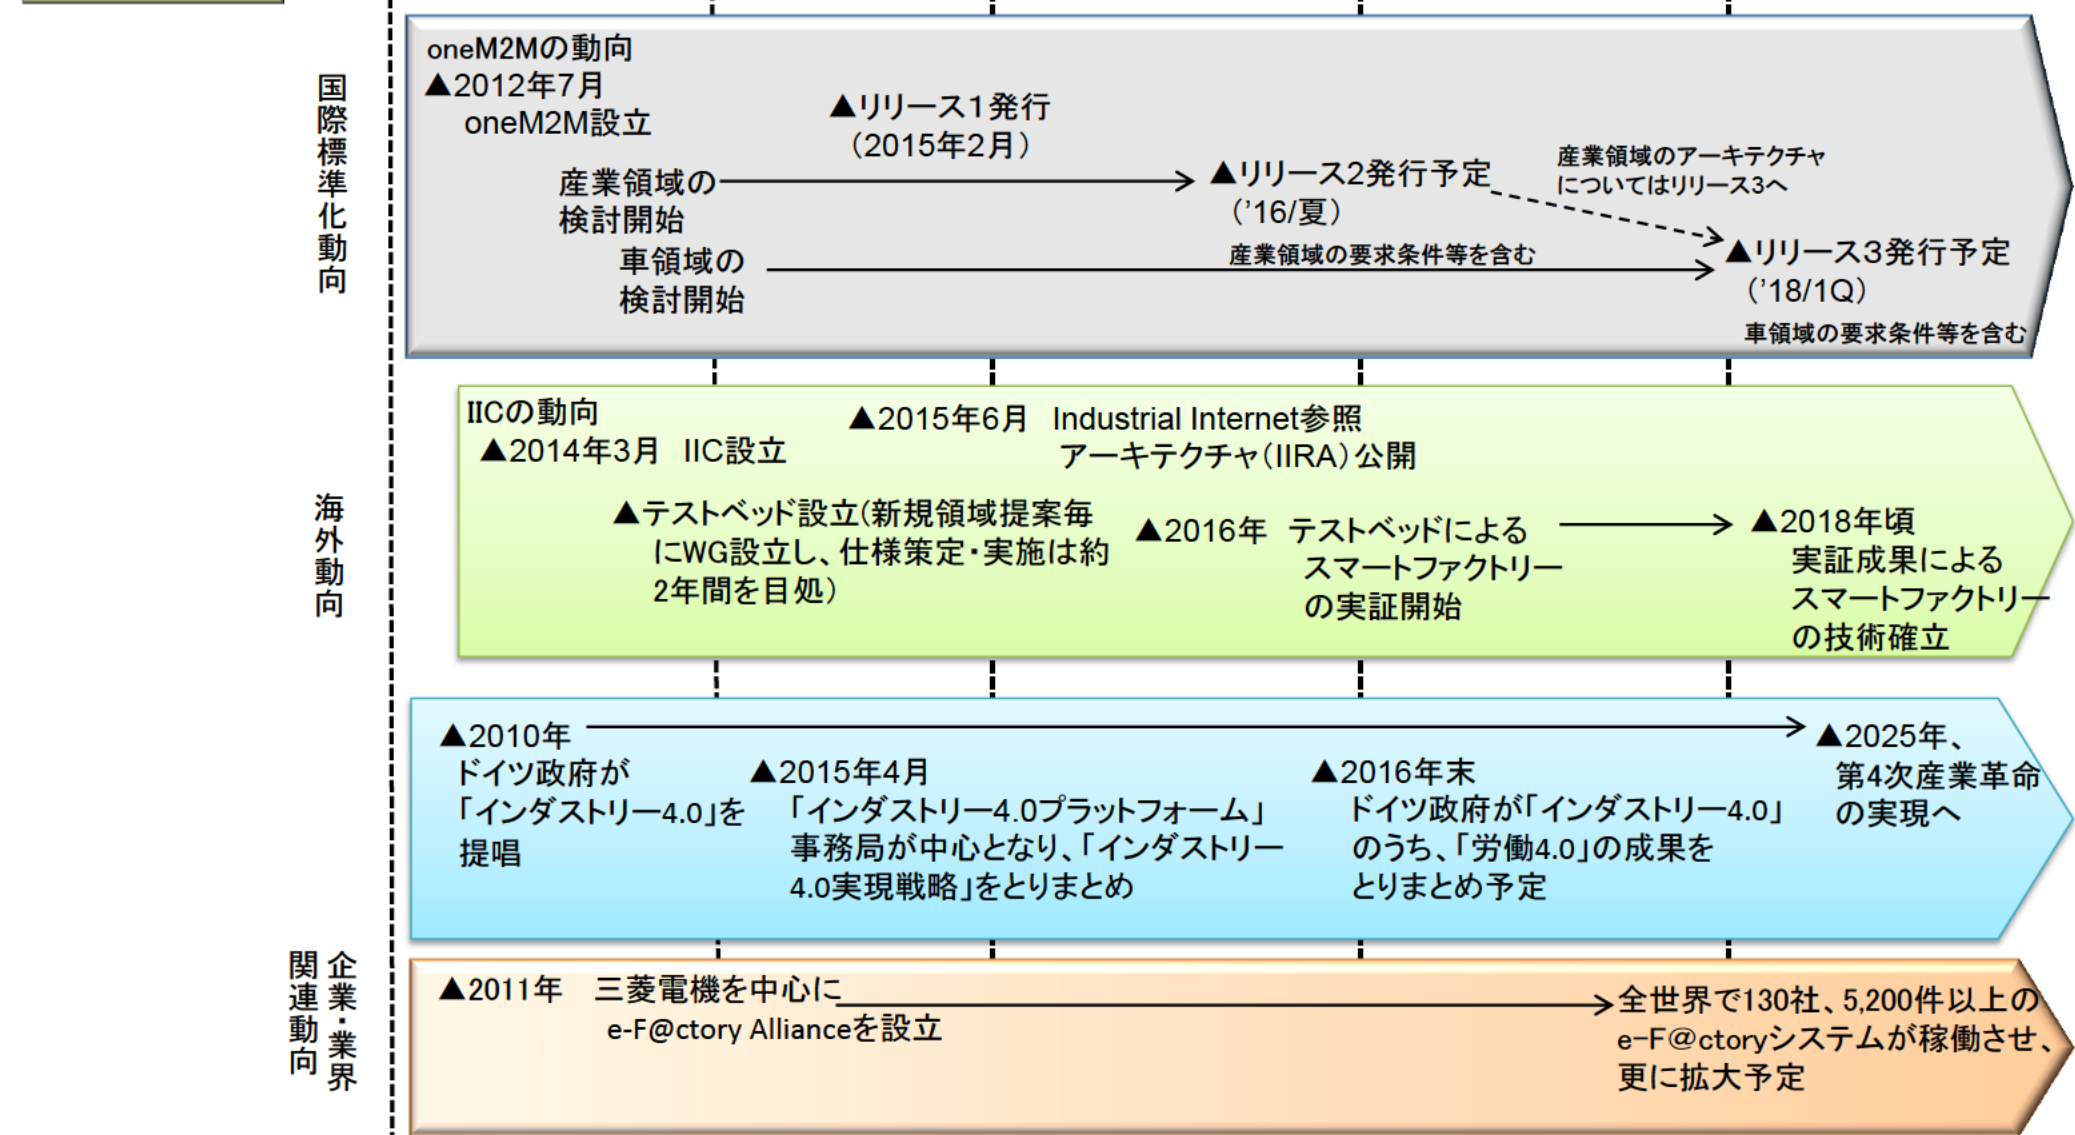 国際標準化動向
oneM2Mの動向
▲2012年7月
oneM2M設立
▲リリース1発行
(2015年2月)
産業領域の
検討開始
▲リリース2発行予定
(’16/夏)
産業領域の要求条件等を含む
産業領域のアーキテクチャ
についてはリリース3へ
車領域の
検討開始
▲リリース3発行予定
(’18/1Q)
車領域の要求条件等を含む
海外動向
IICの動向
▲2014年3月 IIC設立
▲2015年6月 Industrial Internet参照
アーキテクチャ(IIRA)公開
▲テストベッド設立(新規領域提案毎
にWG設立し、仕様策定・実施は約
2年間を目処)
▲2016年 テストベッドによる
スマートファクトリー
の実証開始
▲2018年頃
実証成果による
スマートファクトリー
の技術確立
▲2010年
ドイツ政府が
「インダストリー4.0」を
提唱
▲2015年4月
「インダストリー4.0プラットフォーム」
事務局が中心となり、「インダストリー
4.0実現戦略」をとりまとめ
▲2016年末
ドイツ政府が「インダストリー4.0」
のうち、「労働4.0」の成果を
とりまとめ予定
▲2025年、
第4次産業革命
の実現へ
企業・業界
関連動向
▲2011年 三菱電機を中心に
e-F@ctory Allianceを設立
全世界で130社、5,200件以上の
e-F@ctoryシステムが稼働させ、
更に拡大予定